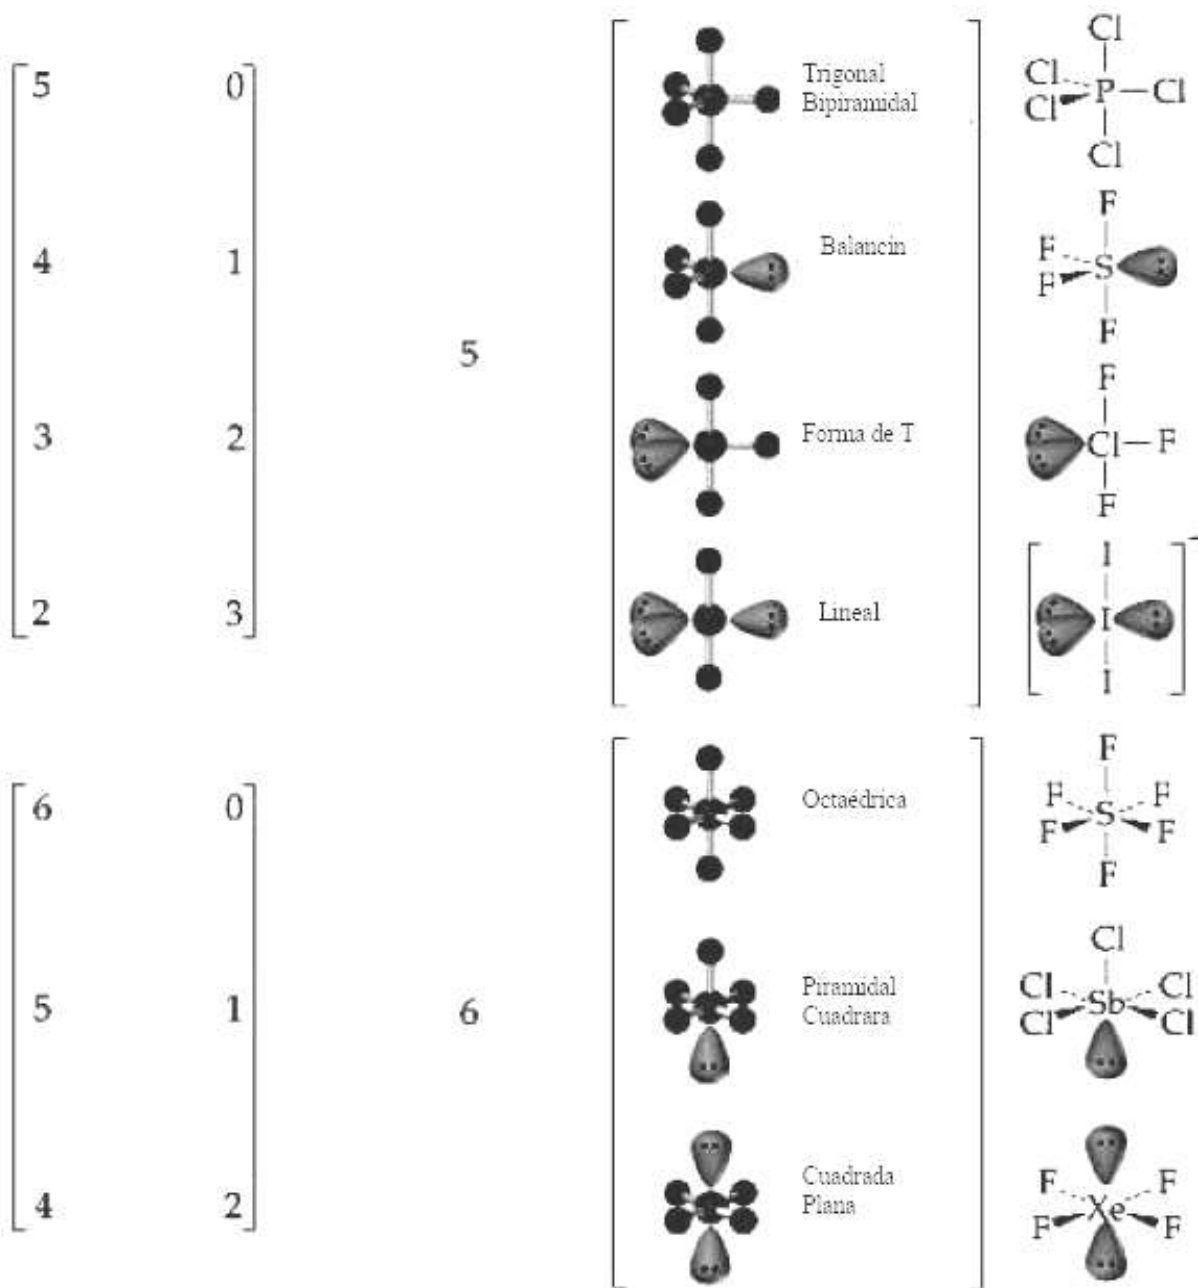 5 0
Trigonal
Bipiramidal
Cl
Cl
Cl
P
Cl
Cl
4 1
Balancin
F
F
F
S
F
5
3 2
Forma de T
F
Cl
F
F
2 3
Lineal
I
I
I
-
6 0
Octaédrica
F
F
F
S
F
F
F
5 1
6
Piramidal
Cuadrara
Cl
Cl
Cl
Sb
Cl
Cl
4 2
Cuadrada
Plana
F
F
Xe
F
F